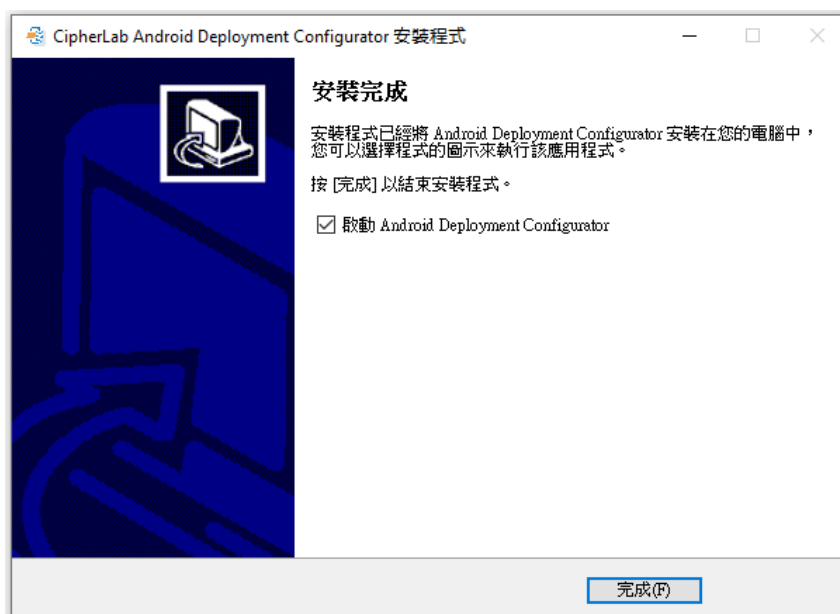 CipherLab Android Deployment Configurator 安裝程式
安裝完成
安裝程式已經將 Android Deployment Configurator 安裝在您的電腦中，
您可以選擇程式的圖示來執行該應用程式。
按 [完成] 以結束安裝程式。
啟動 Android Deployment Configurator
完成(F)